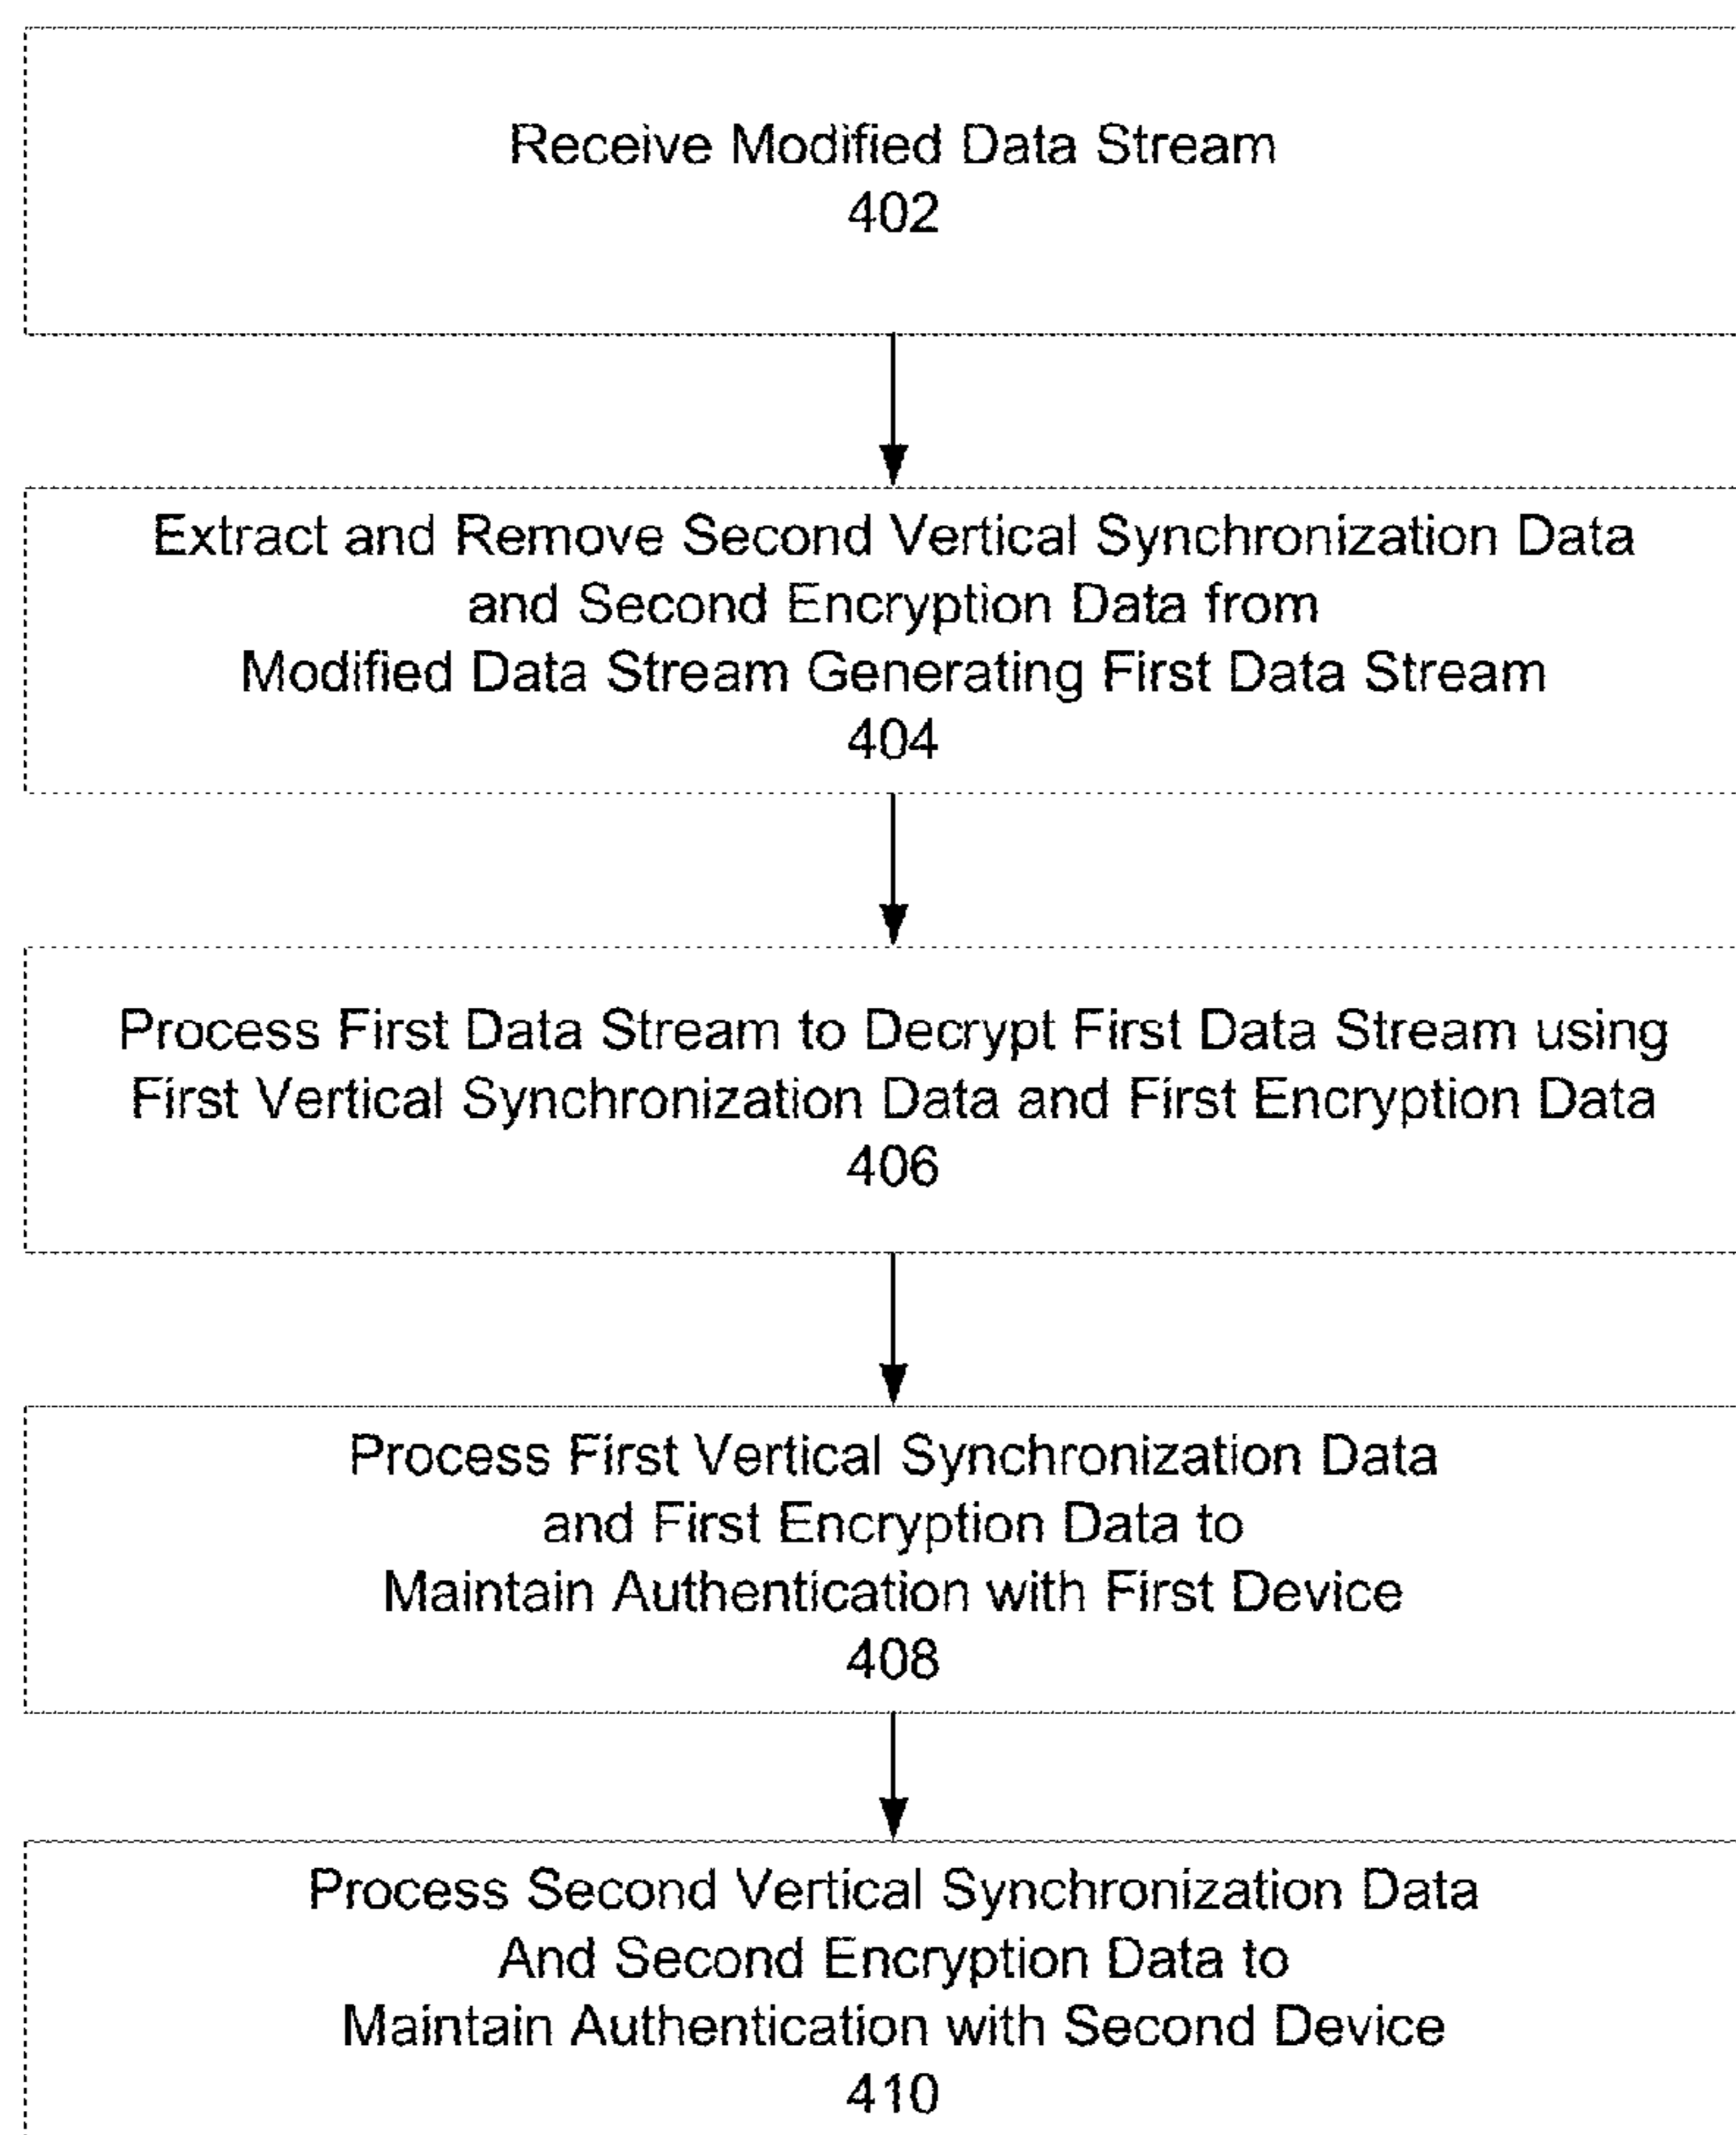 Receive Modified Data Stream
402
Extract and Remove Second Vertical Synchronization Data
and Second Encryption Data from
Modified Data Stream Generating First Data Stream
404
Process First Data Stream to Decrypt First Data Stream using
First Vertical Synchronization Data and First Encryption Data
406
Process First Vertical Synchronization Data
and First Encryption Data to
Maintain Authentication with First Device
408
Process Second Vertical Synchronization Data
And Second Encryption Data to
Maintain Authentication with Second Device
410